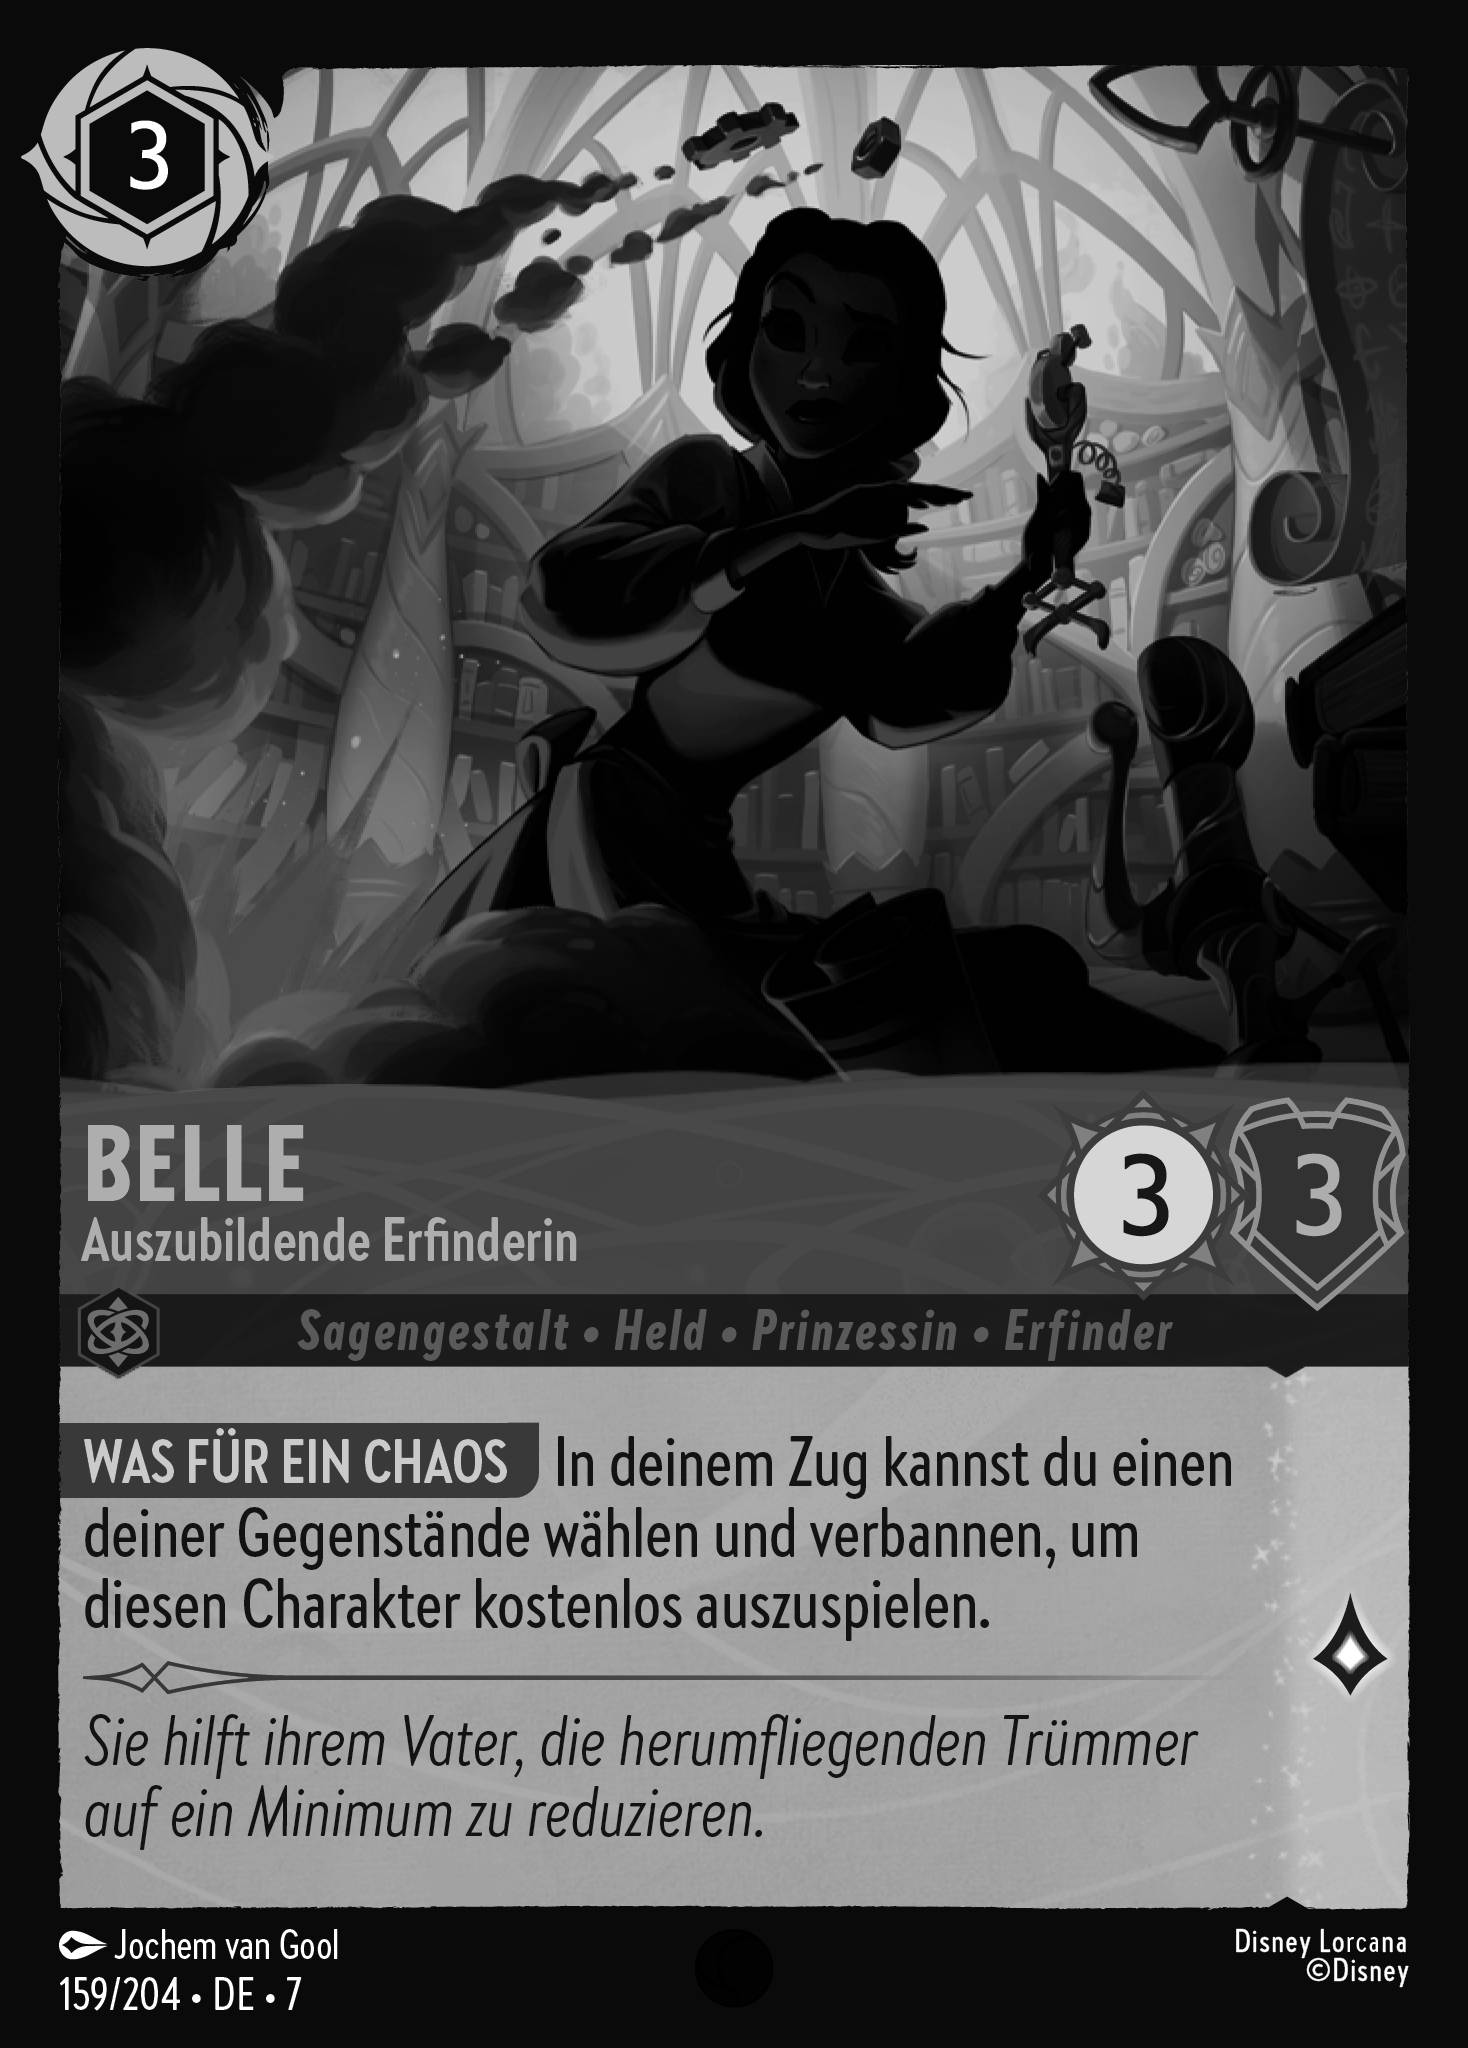 3
BELLE
Auszubildende Erfinderin
3
3
Sagengestalt • Held • Prinzessin • Erfinder
WAS FÜR EIN CHAOS In deinem Zug kannst du einen
deiner Gegenstände wählen und verbannen, um
diesen Charakter kostenlos auszuspielen.
Sie hilft ihrem Vater, die herumfliegenden Trümmer
auf ein Minimum zu reduzieren.
Jochem van Gool
159/204 • DE • 7
Disney Lorcana
©Disney